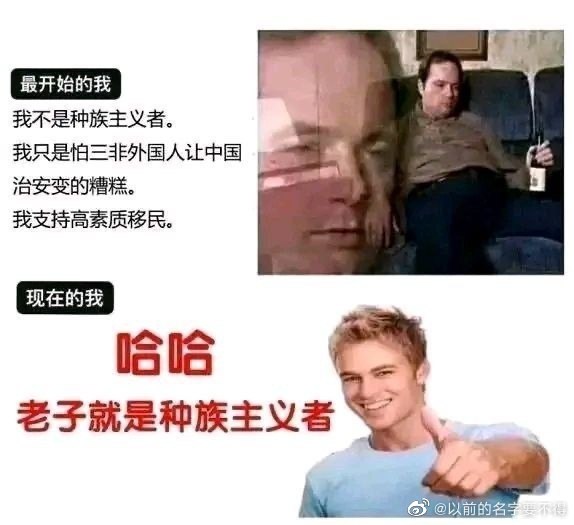 最开始的我
我不是种族主义者。
我只是怕三非外国人让中国
治安变的糟糕。
我支持高素质移民。
现在的我
哈哈
老子就是种族主义者
@以前的名字要不得